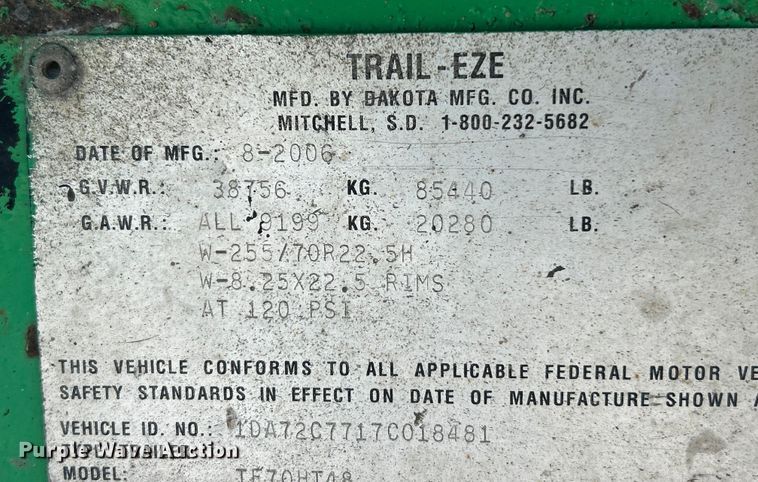 TRAIL-EZE
MFD. BY DAKOTA MFG. CO. INC.
MITCHELL, S.D. 1-800-232-5682
DATE OF MFG.: 8-2006
G.V.W.R.: 38756 KG. 85440 LB.
G.A.W.R.: ALL 9199 KG. 20280 LB.
W-255/70R22.5H
W-8.25X22.5 RIMS
AT 120 PSI
THIS VEHICLE CONFORMS TO ALL APPLICABLE FEDERAL MOTOR VE
SAFETY STANDARDS IN EFFECT ON DATE OF MANUFACTURE SHOWN A
VEHICLE ID. NO.: 1DA72C7717C018481
Purple Wave Auction
MODEL: TE70HT48